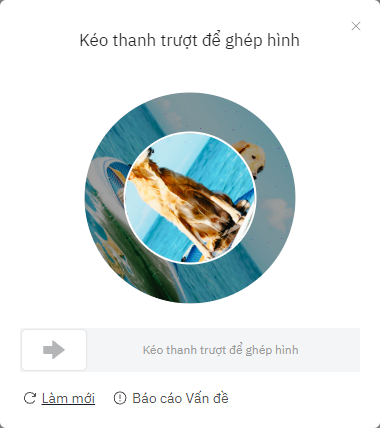 Kéo thanh trượt để ghép hình
Kéo thanh trượt để ghép hình
Làm mới
Báo cáo Vấn đề